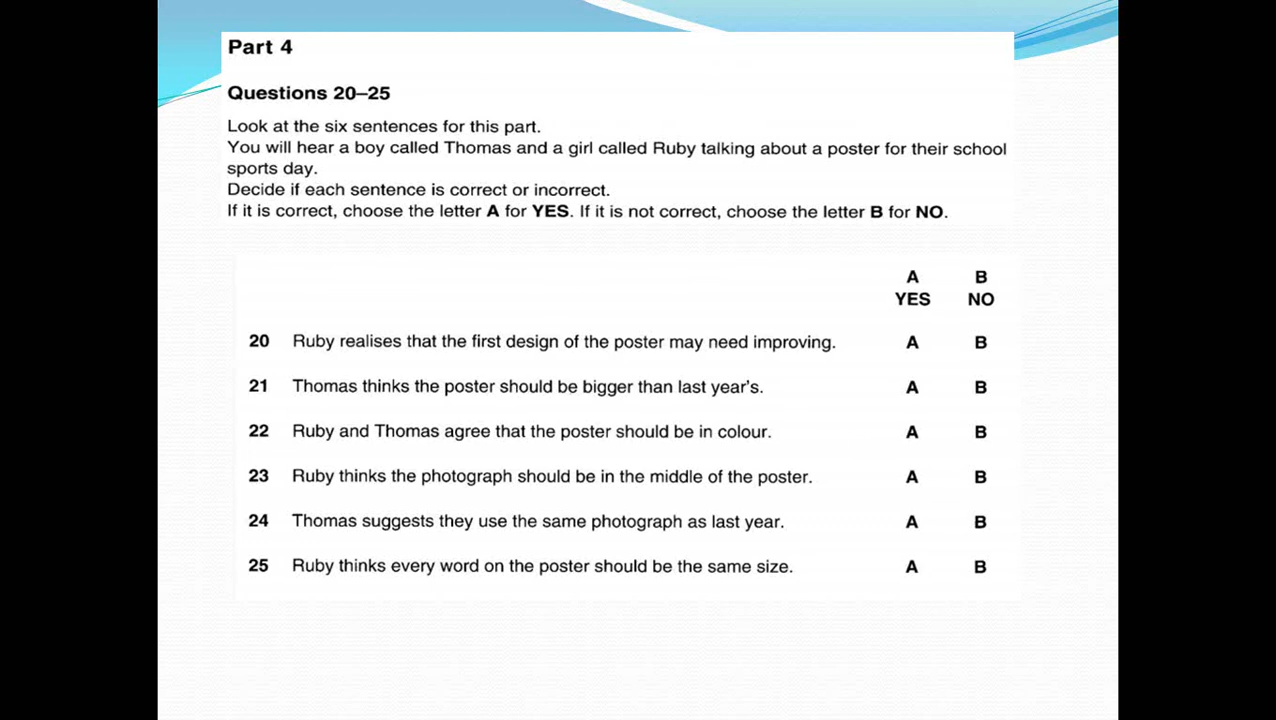 Part 4
Questions 20–25
Look at the six sentences for this part.
You will hear a boy called Thomas and a girl called Ruby talking about a poster for their school
sports day.
Decide if each sentence is correct or incorrect.
If it is correct, choose the letter A for YES. If it is not correct, choose the letter B for NO.
A B
YES NO
20 Ruby realises that the first design of the poster may need improving. A B
21 Thomas thinks the poster should be bigger than last year's. A B
22 Ruby and Thomas agree that the poster should be in colour. A B
23 Ruby thinks the photograph should be in the middle of the poster. A B
24 Thomas suggests they use the same photograph as last year. A B
25 Ruby thinks every word on the poster should be the same size. A B